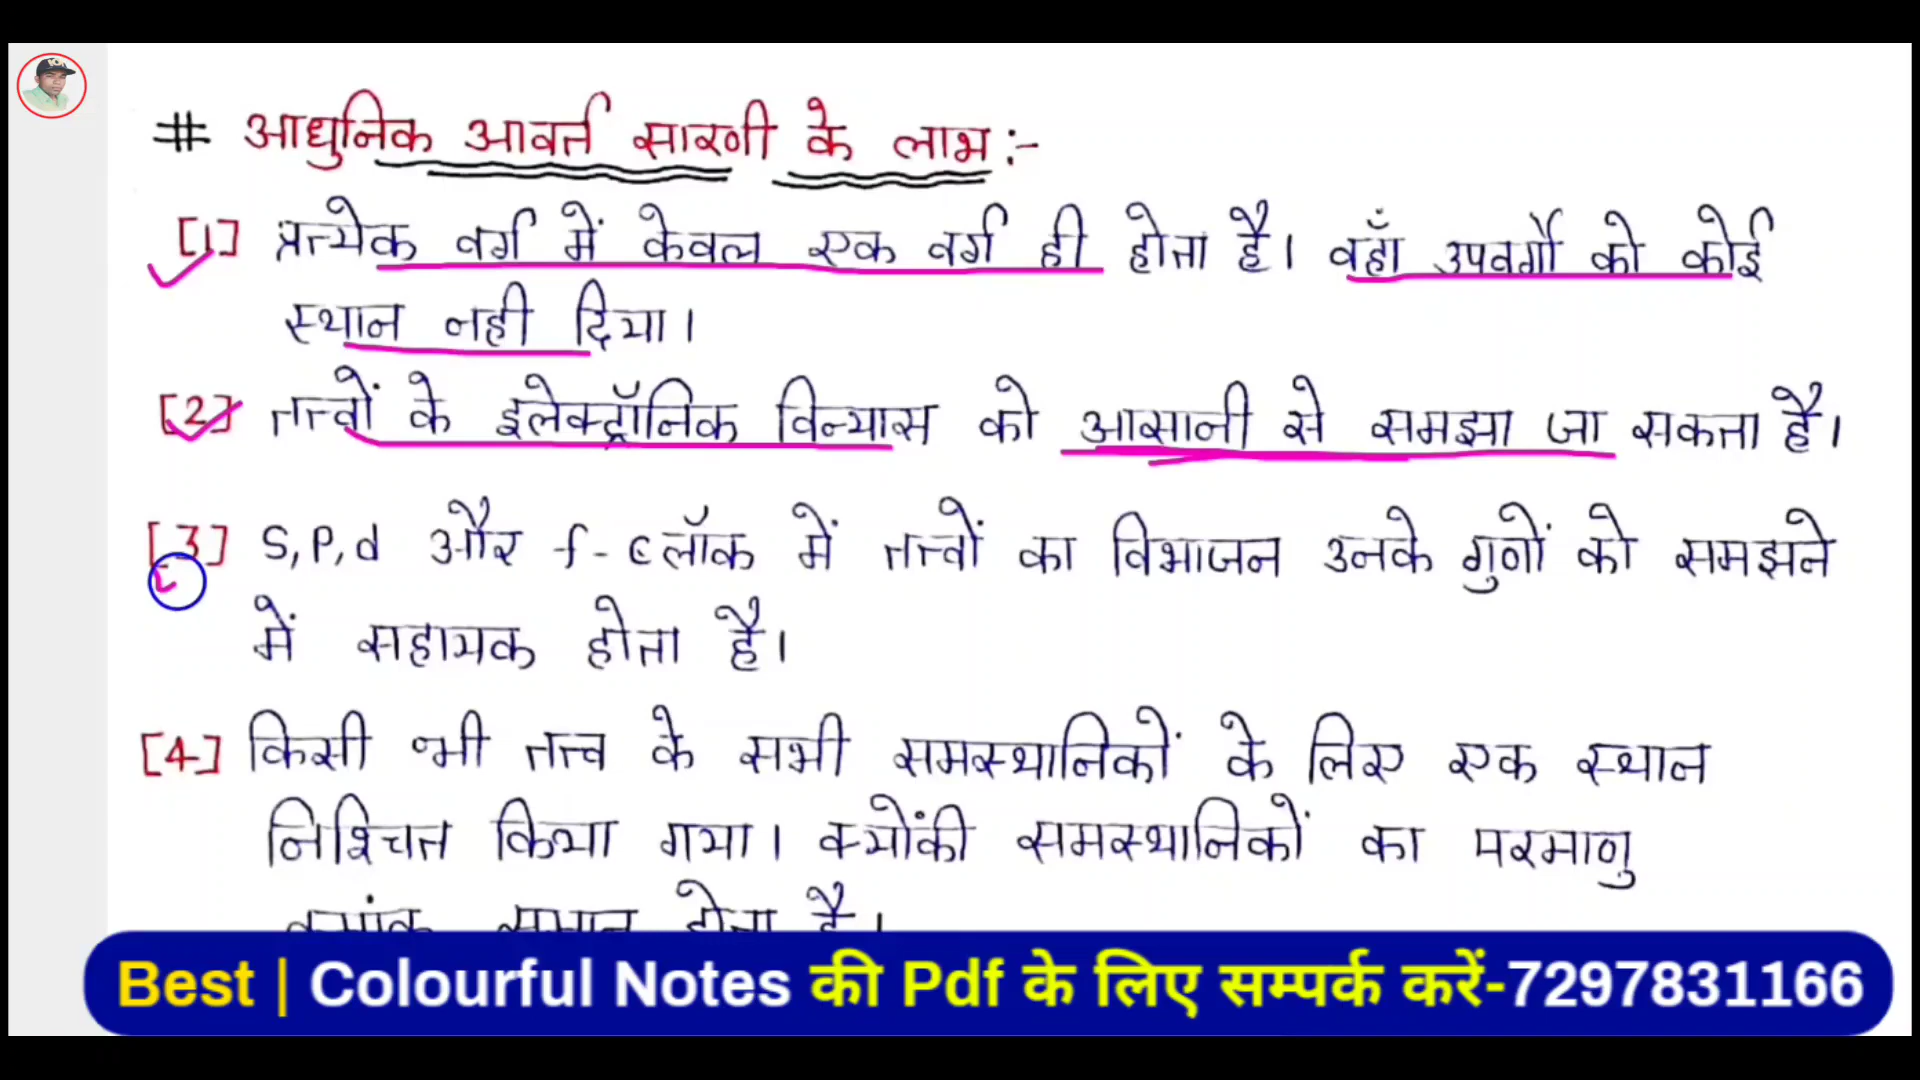 # आधुनिक आवर्त सारणी के लाभ :-
[1] प्रत्येक वर्ग में केवल एक वर्ग ही होता है। वहाँ उपवर्गों को कोई
स्थान नही दिया।
[2] तत्त्वों के इलेक्ट्रॉनिक विन्यास को आसानी से समझा जा सकता है।
[3] S, P, d और f - ब्लॉक में तत्त्वों का विभाजन उनके गुणों को समझने
में सहायक होता है।
[4] किसी भी तत्त्व के सभी समस्थानिकों के लिए एक स्थान
निश्चित किया गया। क्योंकी समस्थानिकों का परमाणु
क्रमांक समान होता है।
Best | Colourful Notes की Pdf के लिए सम्पर्क करें-7297831166